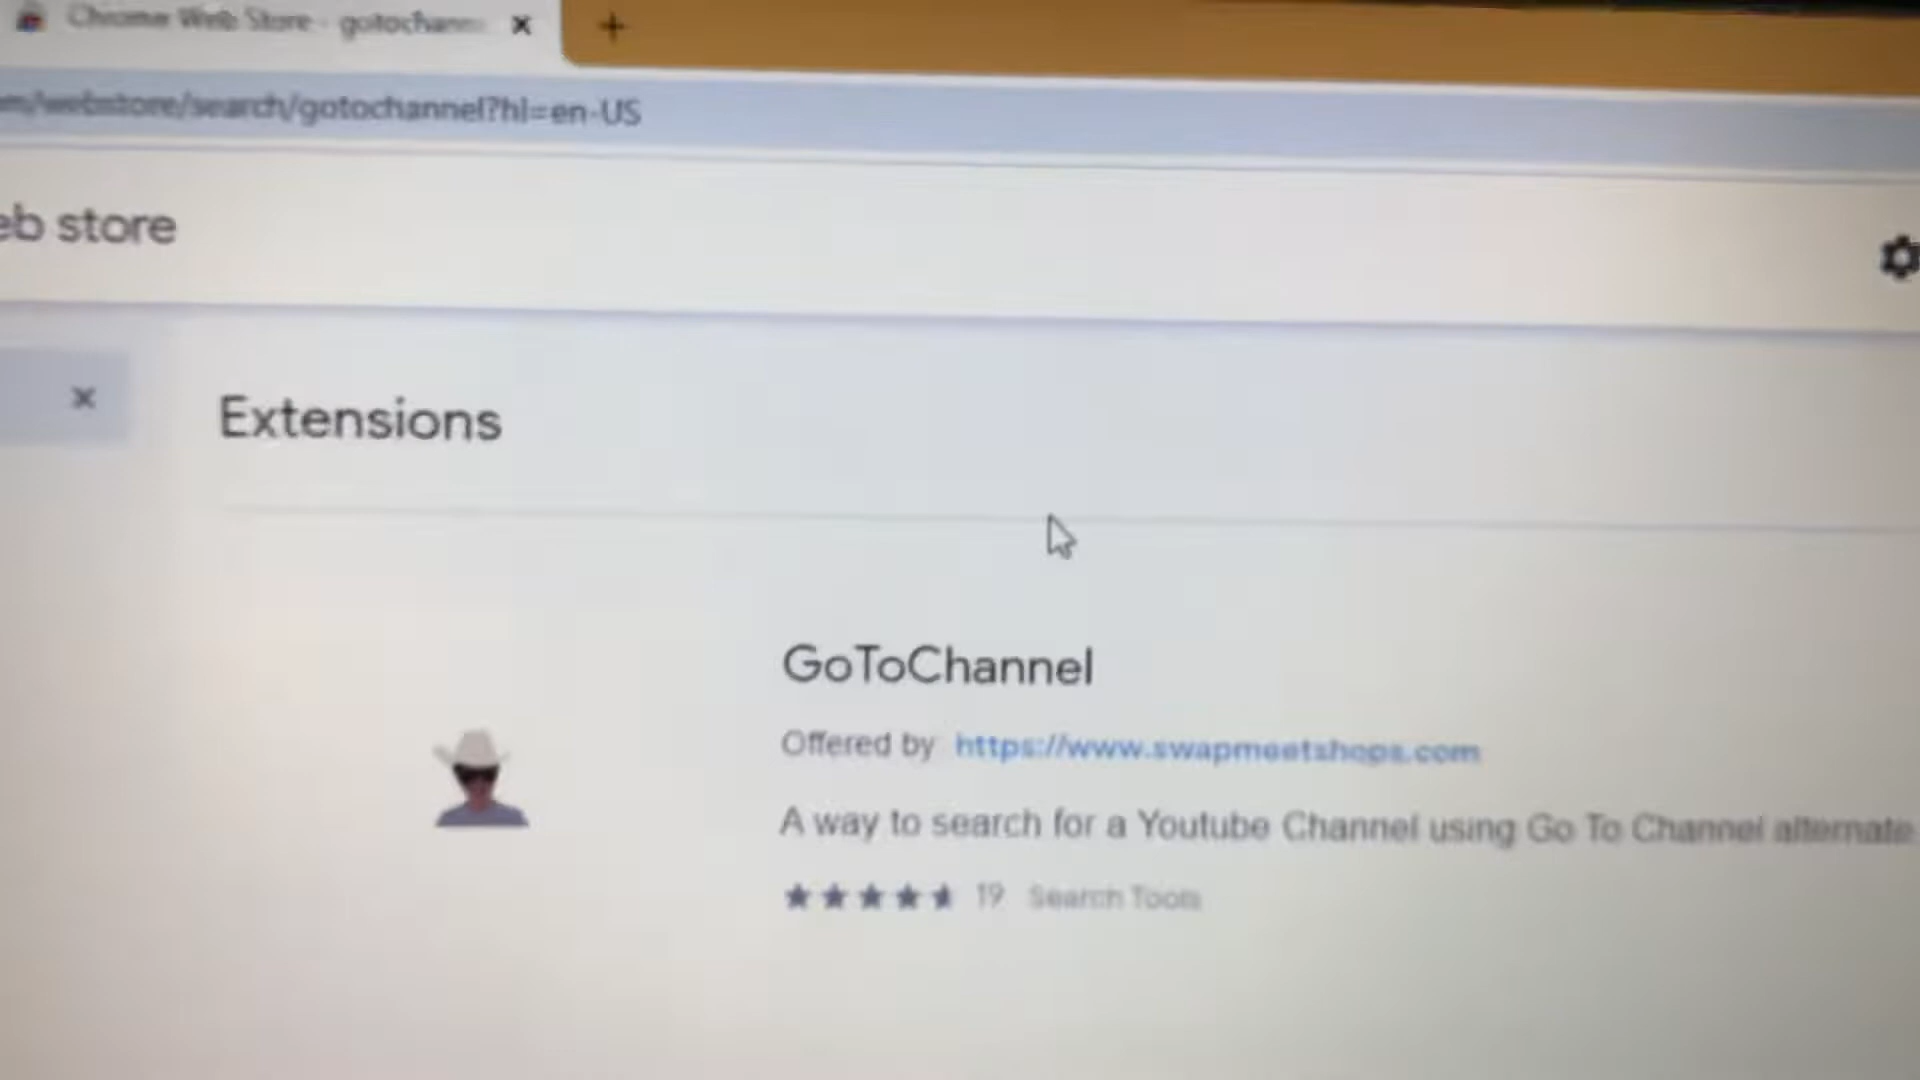 Chrome Web Store - gotochann
m/webstore/search/gotochannel?hl=en-US
eb store
Extensions
GoToChannel
Offered by https://www.swapmeetshops.com
A way to search for a Youtube Channel using Go To Channel alternate
19 Search Tools